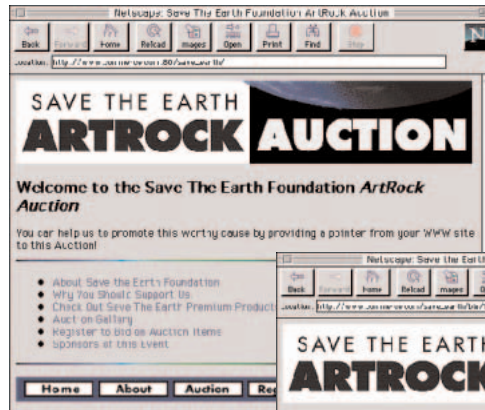 Netscape: Save The Earth Foundation ArtRock Auction
Back Forward Home Reload Images Open Print Find Stop
Location:
SAVE THE EARTH
ARTROCK AUCTION
Welcome to the Save The Earth Foundation ArtRock
Auction
You can help us to promote this worthy cause by providing a pointer from your WWW site
to this Auction!
About Save the Earth Foundation
Why You Should Support Us
Check Out Save The Earth Premium Products
Auction Gallery
Register to Bid on Auction Items
Sponsors of this Event
Home About Auction Reg
Netscape: Save the Eart
Back Forward Home Reload Images O
Location:
SAVE THE EARTH
ARTROCK